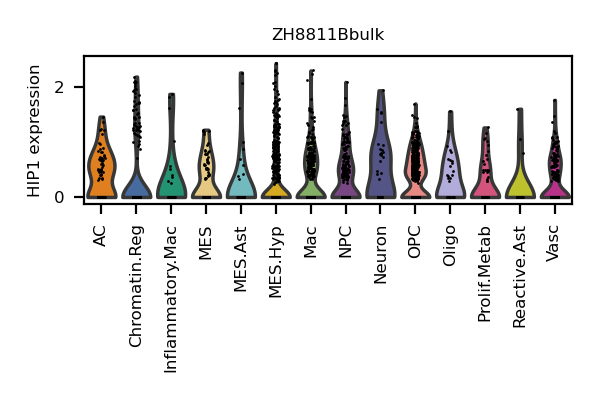 ZH8811Bbulk
HIP1 expression
2
0
AC
Chromatin.Reg
Inflammatory.Mac
MES
MES.Ast
MES.Hyp
Mac
NPC
Neuron
OPC
Oligo
Prolif.Metab
Reactive.Ast
Vasc